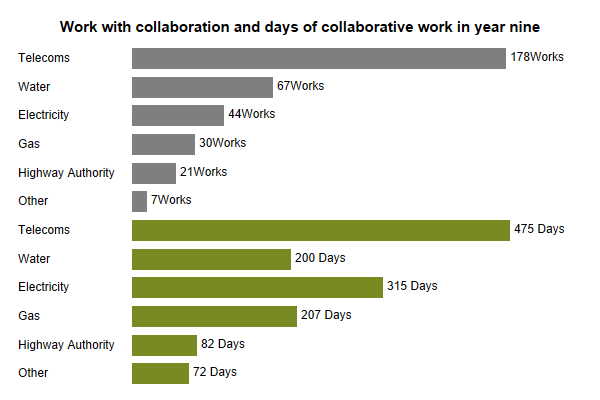 Work with collaboration and days of collaborative work in year nine
Telecoms 178Works
Water 67Works
Electricity 44Works
Gas 30Works
Highway Authority 21Works
Other 7Works
Telecoms 475 Days
Water 200 Days
Electricity 315 Days
Gas 207 Days
Highway Authority 82 Days
Other 72 Days